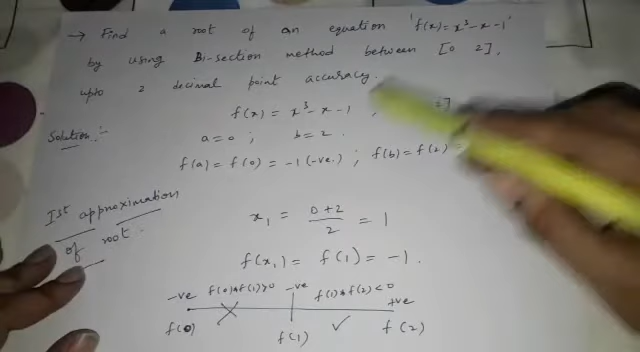 → Find a root of an equation 'f(x) = x³ - x - 1'
by using Bi-section method between [0 2],
upto 2 decimal point accuracy.
f(x) = x³ - x - 1 ,
Solution:-
a = 0 ; b = 2 .
f(a) = f(0) = -1 (-ve.) ; f(b) = f(2) =
Ist approximation
of root.
x₁ = (0+2)/2 = 1
f(x₁) = f(1) = -1 .
-ve f(0)*f(1)>0 -ve f(1)*f(2)<0 +ve
f(0) f(1) f(2)